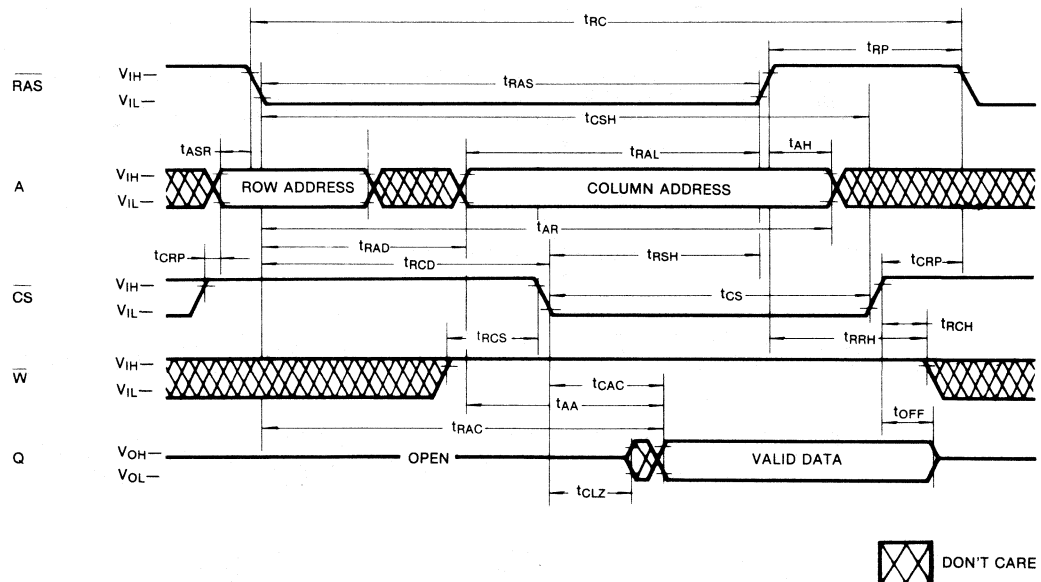 tRC
tRP
R̅A̅S̅ VIH—
VIL—
tRAS
tCSH
tASR
tRAL
tAH
A VIH—
VIL—
ROW ADDRESS
COLUMN ADDRESS
tAR
tRAD
tCRP
tRCD
tRSH
tCRP
C̅S̅ VIH—
VIL—
tCS
tRCS
tRCH
tRRH
W̅ VIH—
VIL—
tCAC
tAA
tRAC
tOFF
Q VOH—
VOL—
OPEN
VALID DATA
tCLZ
DON'T CARE